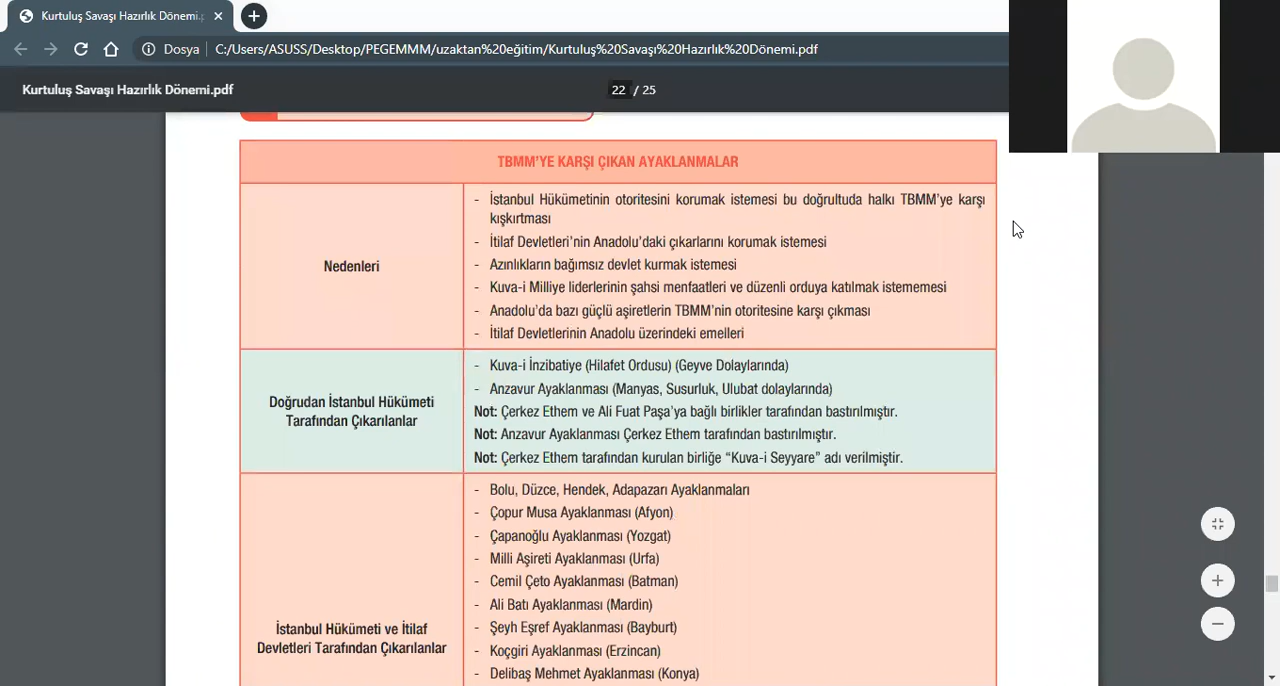 Kurtuluş Savaşı Hazırlık Dönemi.p
Dosya
C:/Users/ASUSS/Desktop/PEGEMMM/uzaktan%20eğitim/Kurtuluş%20Savaşı%20Hazırlık%20Dönemi.pdf
Kurtuluş Savaşı Hazırlık Dönemi.pdf
22 / 25
TBMM'YE KARŞI ÇIKAN AYAKLANMALAR
Nedenleri
- İstanbul Hükümetinin otoritesini korumak istemesi bu doğrultuda halkı TBMM'ye karşı
kışkırtması
- İtilaf Devletleri'nin Anadolu'daki çıkarlarını korumak istemesi
- Azınlıkların bağımsız devlet kurmak istemesi
- Kuva-i Milliye liderlerinin şahsi menfaatleri ve düzenli orduya katılmak istememesi
- Anadolu'da bazı güçlü aşiretlerin TBMM'nin otoritesine karşı çıkması
- İtilaf Devletlerinin Anadolu üzerindeki emelleri
Doğrudan İstanbul Hükümeti
Tarafından Çıkarılanlar
- Kuva-i İnzibatiye (Hilafet Ordusu) (Geyve Dolaylarında)
- Anzavur Ayaklanması (Manyas, Susurluk, Ulubat dolaylarında)
Not: Çerkez Ethem ve Ali Fuat Paşa'ya bağlı birlikler tarafından bastırılmıştır.
Not: Anzavur Ayaklanması Çerkez Ethem tarafından bastırılmıştır.
Not: Çerkez Ethem tarafından kurulan birliğe "Kuva-i Seyyare" adı verilmiştir.
İstanbul Hükümeti ve İtilaf
Devletleri Tarafından Çıkarılanlar
- Bolu, Düzce, Hendek, Adapazarı Ayaklanmaları
- Çopur Musa Ayaklanması (Afyon)
- Çapanoğlu Ayaklanması (Yozgat)
- Milli Aşireti Ayaklanması (Urfa)
- Cemil Çeto Ayaklanması (Batman)
- Ali Batı Ayaklanması (Mardin)
- Şeyh Eşref Ayaklanması (Bayburt)
- Koçgiri Ayaklanması (Erzincan)
- Delibaş Mehmet Ayaklanması (Konya)